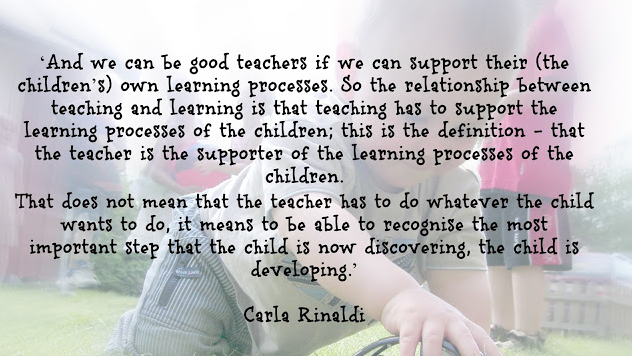 ‘And we can be good teachers if we can support their (the
children’s) own learning processes. So the relationship between
teaching and learning is that teaching has to support the
learning processes of the children; this is the definition – that
the teacher is the supporter of the learning processes of the
children.
That does not mean that the teacher has to do whatever the child
wants to do, it means to be able to recognise the most
important step that the child is now discovering, the child is
developing.’
Carla Rinaldi